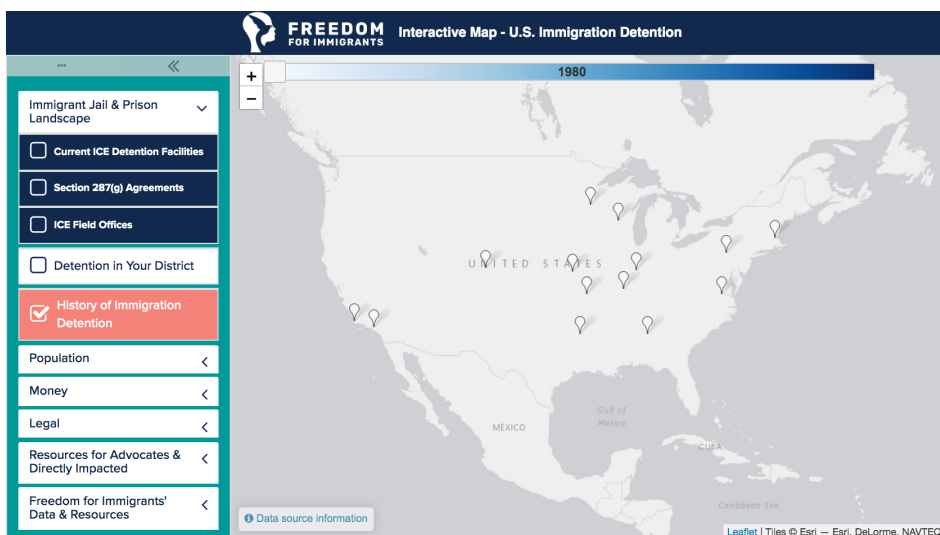 FREEDOM
FOR IMMIGRANTS
Interactive Map - U.S. Immigration Detention
1980
+
−
Immigrant Jail & Prison
Landscape
Current ICE Detention Facilities
Section 287(g) Agreements
ICE Field Offices
Detention in Your District
History of Immigration
Detention
Population
Money
Legal
Resources for Advocates &
Directly Impacted
Freedom for Immigrants'
Data & Resources
UNITED STATES
MÉXICO
Gulf of
Mexico
CUBA
Caribbean Sea
Data source information
Leaflet | Tiles © Esri — Esri, DeLorme, NAVTEQ